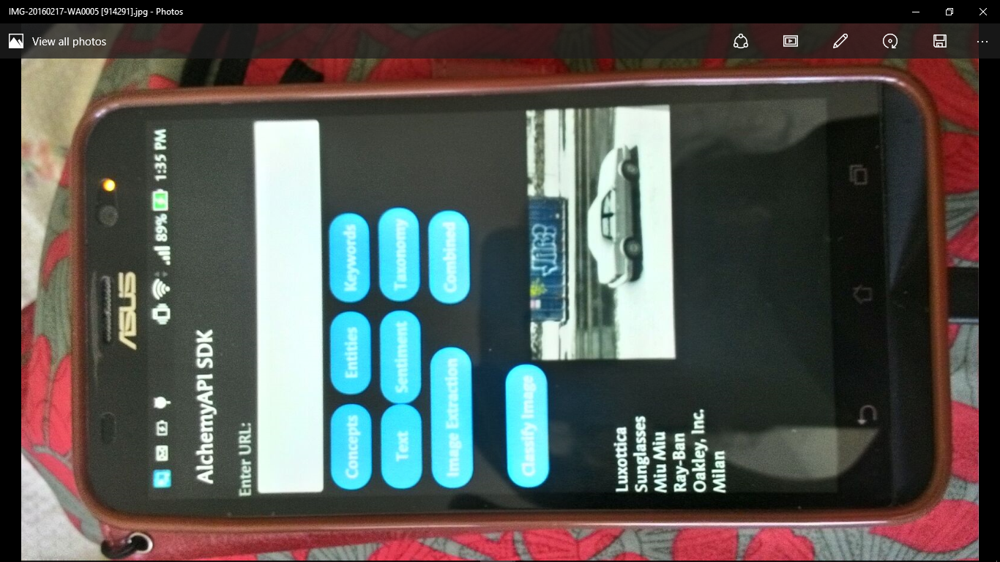 IMG-20160217-WA0005 [914291].jpg - Photos
View all photos
ASUS
89% 1:35 PM
AlchemyAPI SDK
Enter URL:
Concepts Entities Keywords
Text Sentiment Taxonomy
Image Extraction Combined
Classify Image
Luxottica
Sunglasses
Miu Miu
Ray-Ban
Oakley, Inc.
Milan